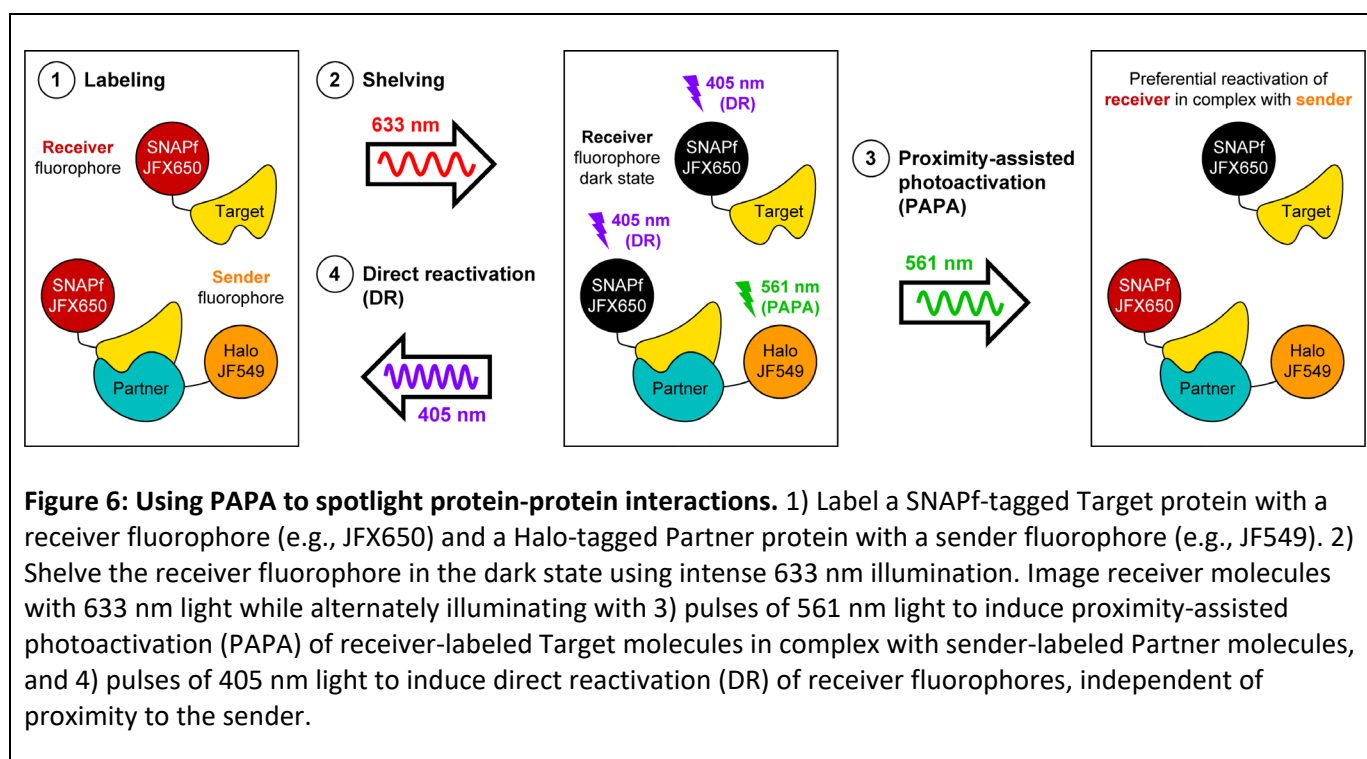 1 Labeling
Receiver
fluorophore
SNAPf
JFX650
Target
SNAPf
JFX650
Sender
fluorophore
Halo
JF549
Partner
2 Shelving
633 nm
4 Direct reactivation
(DR)
405 nm
405 nm
(DR)
Receiver
fluorophore
dark state
SNAPf
JFX650
Target
405 nm
(DR)
SNAPf
JFX650
561 nm
(PAPA)
Halo
JF549
Partner
3 Proximity-assisted
photoactivation
(PAPA)
561 nm
Preferential reactivation of
receiver in complex with sender
SNAPf
JFX650
Target
SNAPf
JFX650
Halo
JF549
Partner
Figure 6: Using PAPA to spotlight protein-protein interactions. 1) Label a SNAPf-tagged Target protein with a
receiver fluorophore (e.g., JFX650) and a Halo-tagged Partner protein with a sender fluorophore (e.g., JF549). 2)
Shelve the receiver fluorophore in the dark state using intense 633 nm illumination. Image receiver molecules
with 633 nm light while alternately illuminating with 3) pulses of 561 nm light to induce proximity-assisted
photoactivation (PAPA) of receiver-labeled Target molecules in complex with sender-labeled Partner molecules,
and 4) pulses of 405 nm light to induce direct reactivation (DR) of receiver fluorophores, independent of
proximity to the sender.